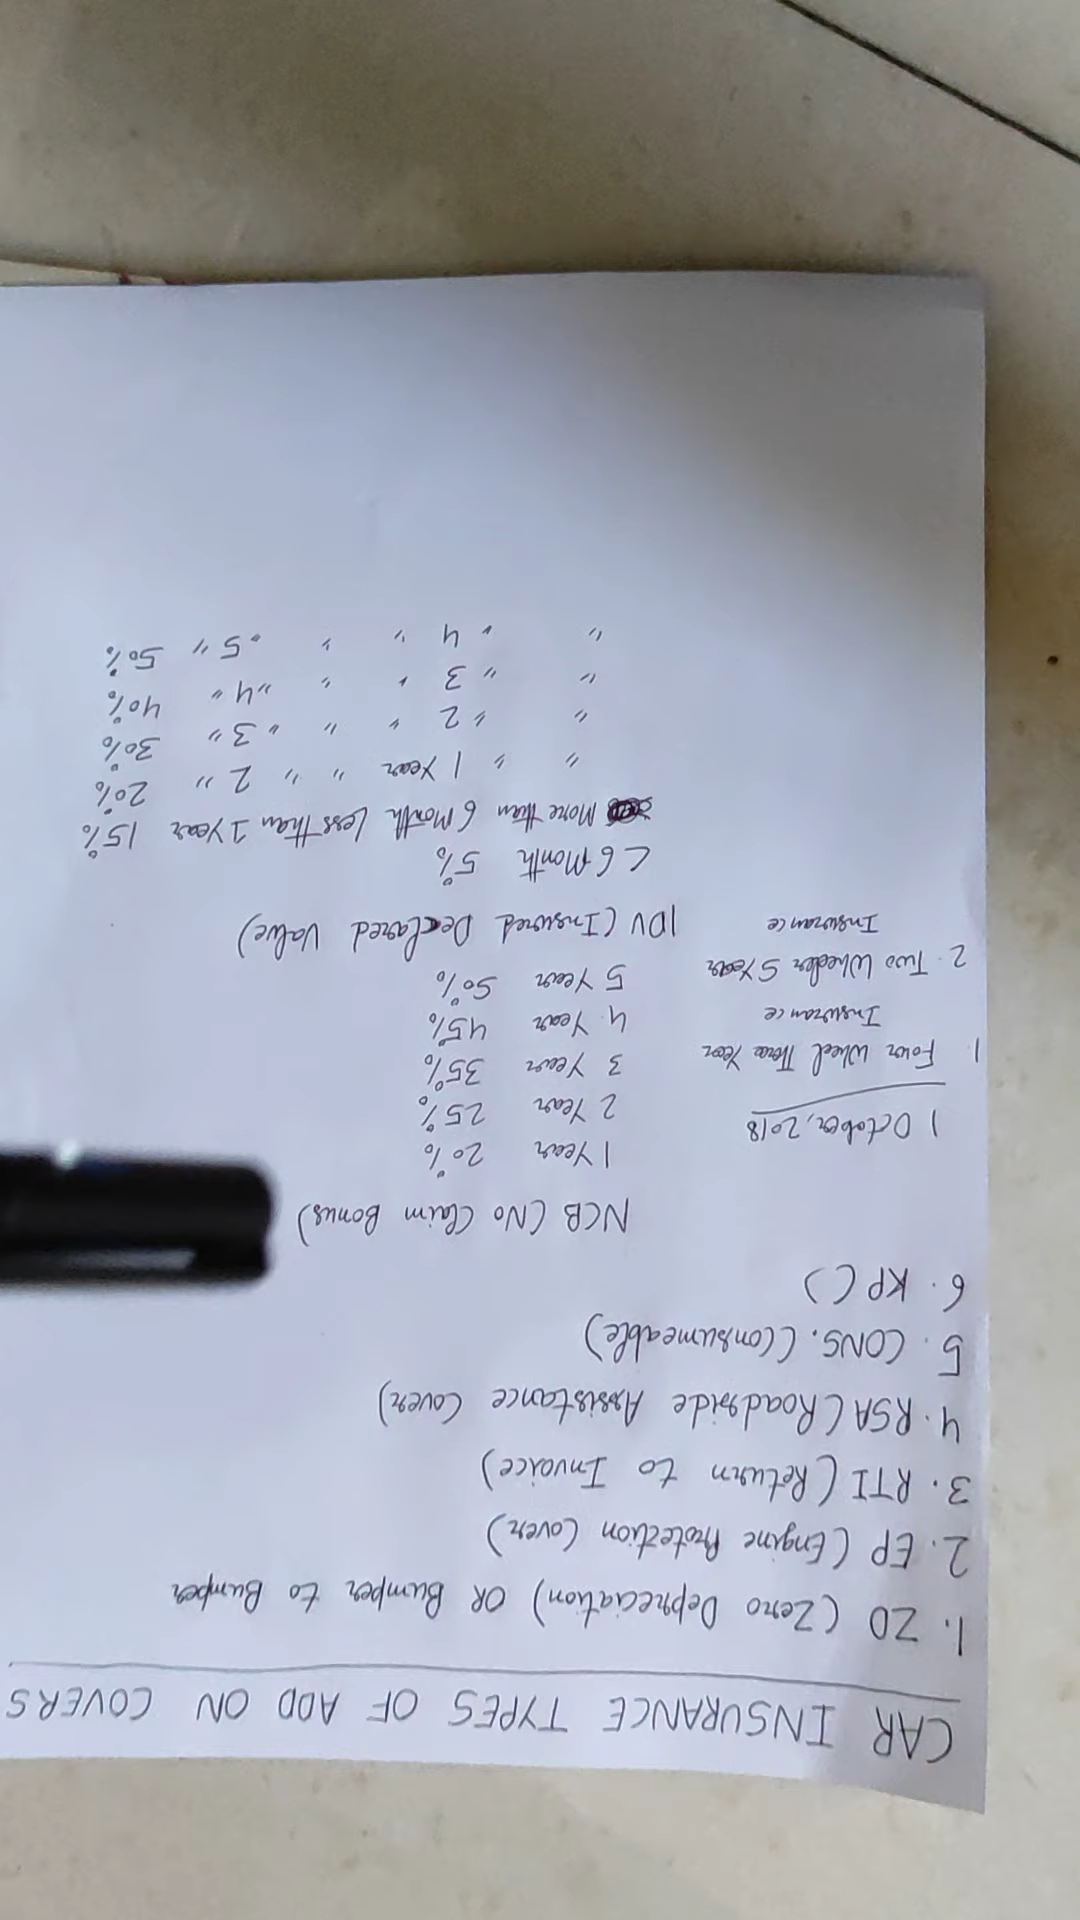 CAR INSURANCE TYPES OF ADD ON COVERS
1. ZD (Zero Depreciation) OR Bumper to Bumper
2. EP (Engine Protection Cover)
3. RTI (Return to Invoice)
4. RSA (Roadside Assistance Cover)
5. CONS. (Consumeable)
6. KP ( )
NCB (No Claim Bonus)
1 Year 20%
2 Year 25%
3 Year 35%
4 Year 45%
5 Year 50%
1 October, 2018
1 Four Wheel Year
Insurance
2. Two Wheeler 5 Year
Insurance
IDV (Insured Declared Value)
< 6 Month 5%
More than 6 Month Less than 1 Year 15%
" " 1 Year " " 2 " 20%
" " 2 " " " 3 " 30%
" " 3 " " " 4 " 40%
" " 4 " " " 5 " 50%